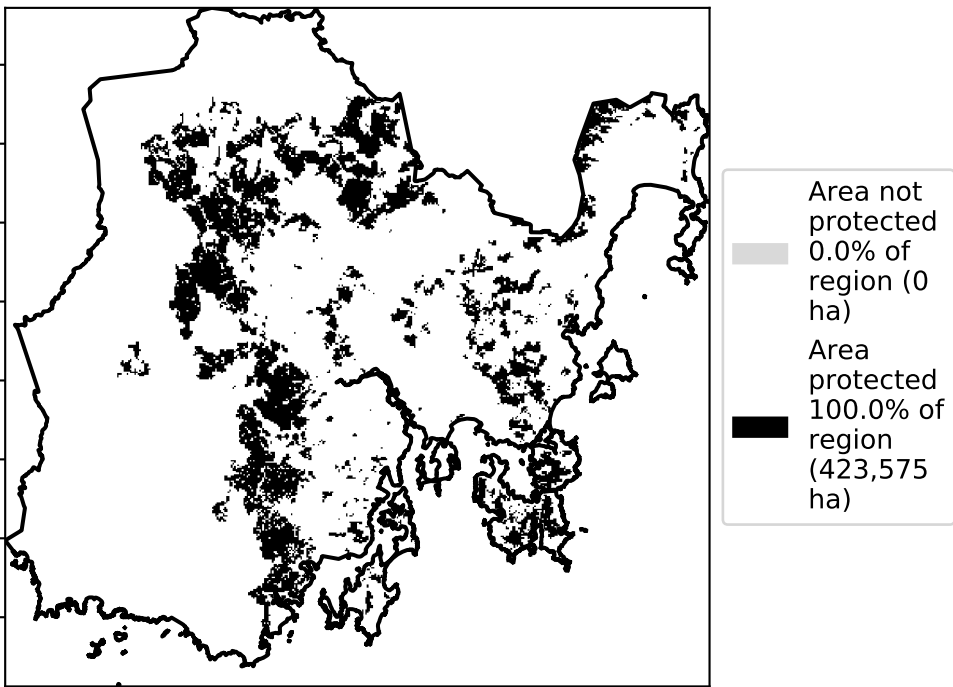 Area not
protected
0.0% of
region (0
ha)
Area
protected
100.0% of
region
(423,575
ha)